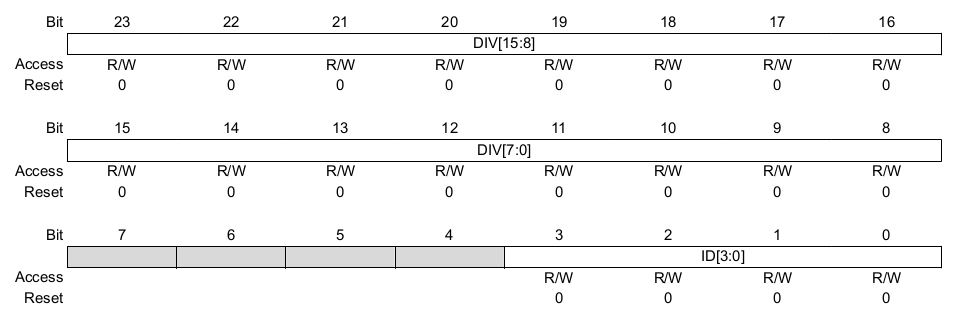 Bit 23 22 21 20 19 18 17 16
DIV[15:8]
Access R/W R/W R/W R/W R/W R/W R/W R/W
Reset 0 0 0 0 0 0 0 0
Bit 15 14 13 12 11 10 9 8
DIV[7:0]
Access R/W R/W R/W R/W R/W R/W R/W R/W
Reset 0 0 0 0 0 0 0 0
Bit 7 6 5 4 3 2 1 0
ID[3:0]
Access R/W R/W R/W R/W
Reset 0 0 0 0